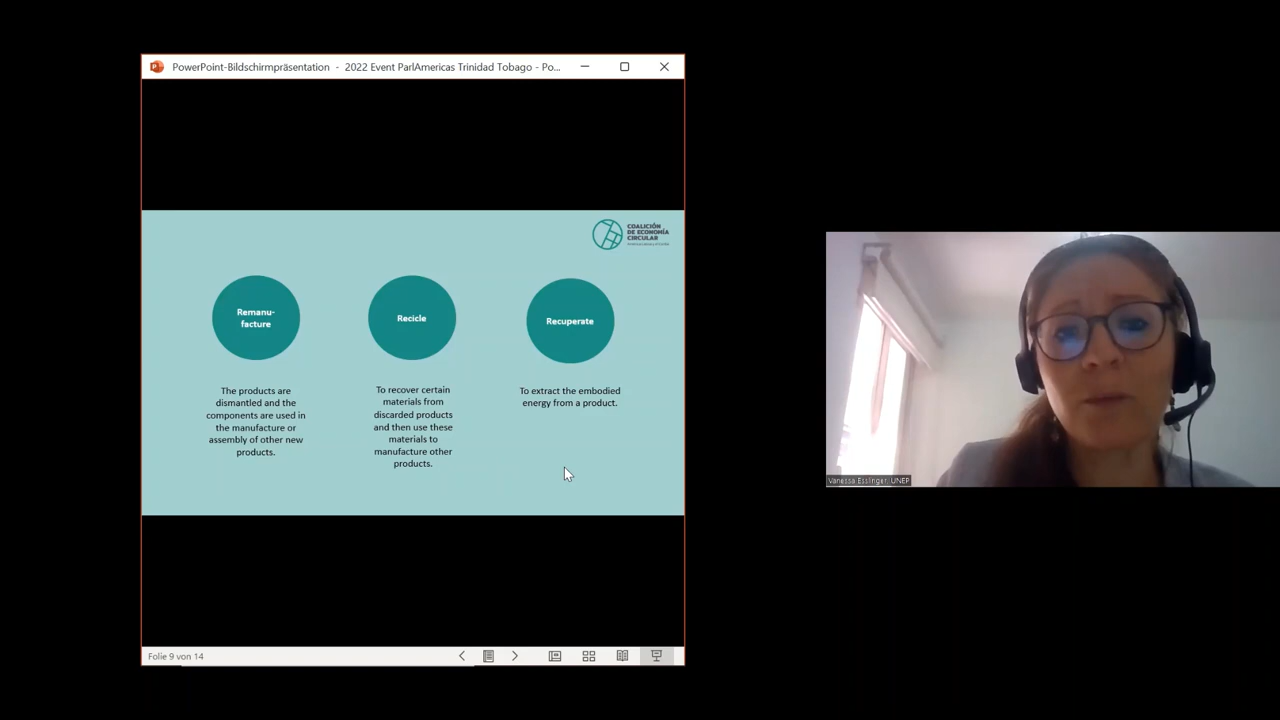 PowerPoint-Bildschirmpräsentation - 2022 Event ParlAmericas Trinidad Tobago - Po...
COALICIÓN
DE ECONOMÍA
CIRCULAR
Remanu-
facture
Recicle
Recuperate
The products are
dismantled and the
components are used in
the manufacture or
assembly of other new
products.
To recover certain
materials from
discarded products
and then use these
materials to
manufacture other
products.
To extract the embodied
energy from a product.
Vanessa Esslinger, UNEP
Folie 9 von 14